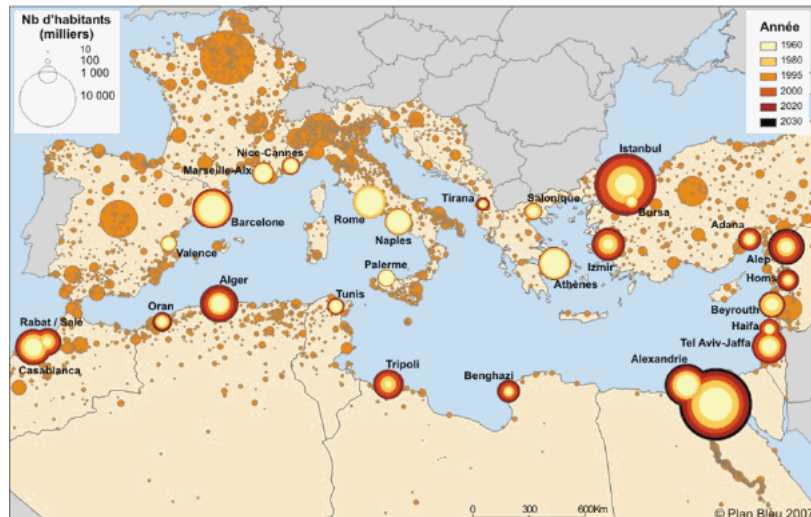 Nb d'habitants
(milliers)
10
100
1 000
10 000
Année
1960
1980
1995
2000
2020
2030
Istanbul
Bursa
Nice-Cannes
Marseille-Aix
Barcelone
Valence
Rome
Naples
Palerme
Tirana
Salonique
Athènes
Izmir
Adana
Alep
Homs
Beyrouth
Haifa
Tel Aviv-Jaffa
Alexandrie
Alger
Oran
Tunis
Rabat / Salé
Casablanca
Tripoli
Benghazi
0 300 600Km
© Plan Bleu 200